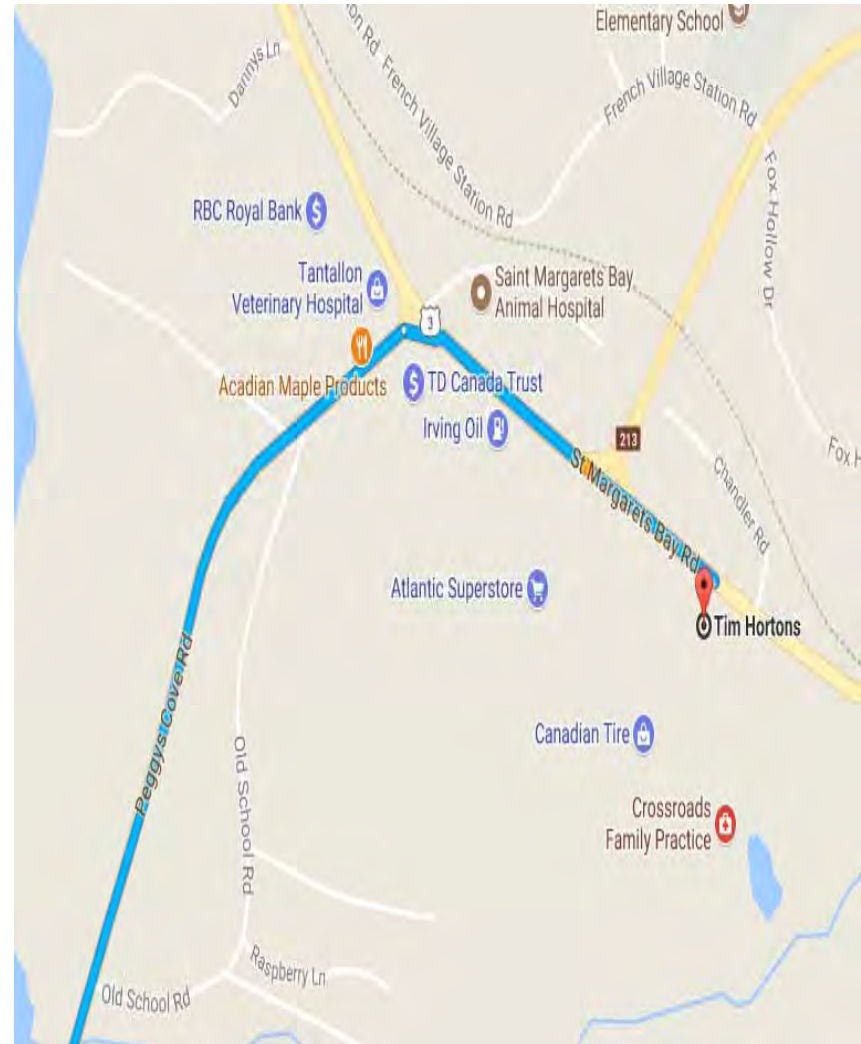 Elementary School
on Rd
French Village Station Rd
French Village Station Rd
Dannys Ln
Fox Hollow Dr
RBC Royal Bank
Tantallon
Veterinary Hospital
Saint Margarets Bay
Animal Hospital
3
Acadian Maple Products
TD Canada Trust
Irving Oil
213
Fox H
Chandler Rd
St Margarets Bay Rd
Atlantic Superstore
Tim Hortons
Peggys Cove Rd
Canadian Tire
Old School Rd
Crossroads
Family Practice
Raspberry Ln
Old School Rd